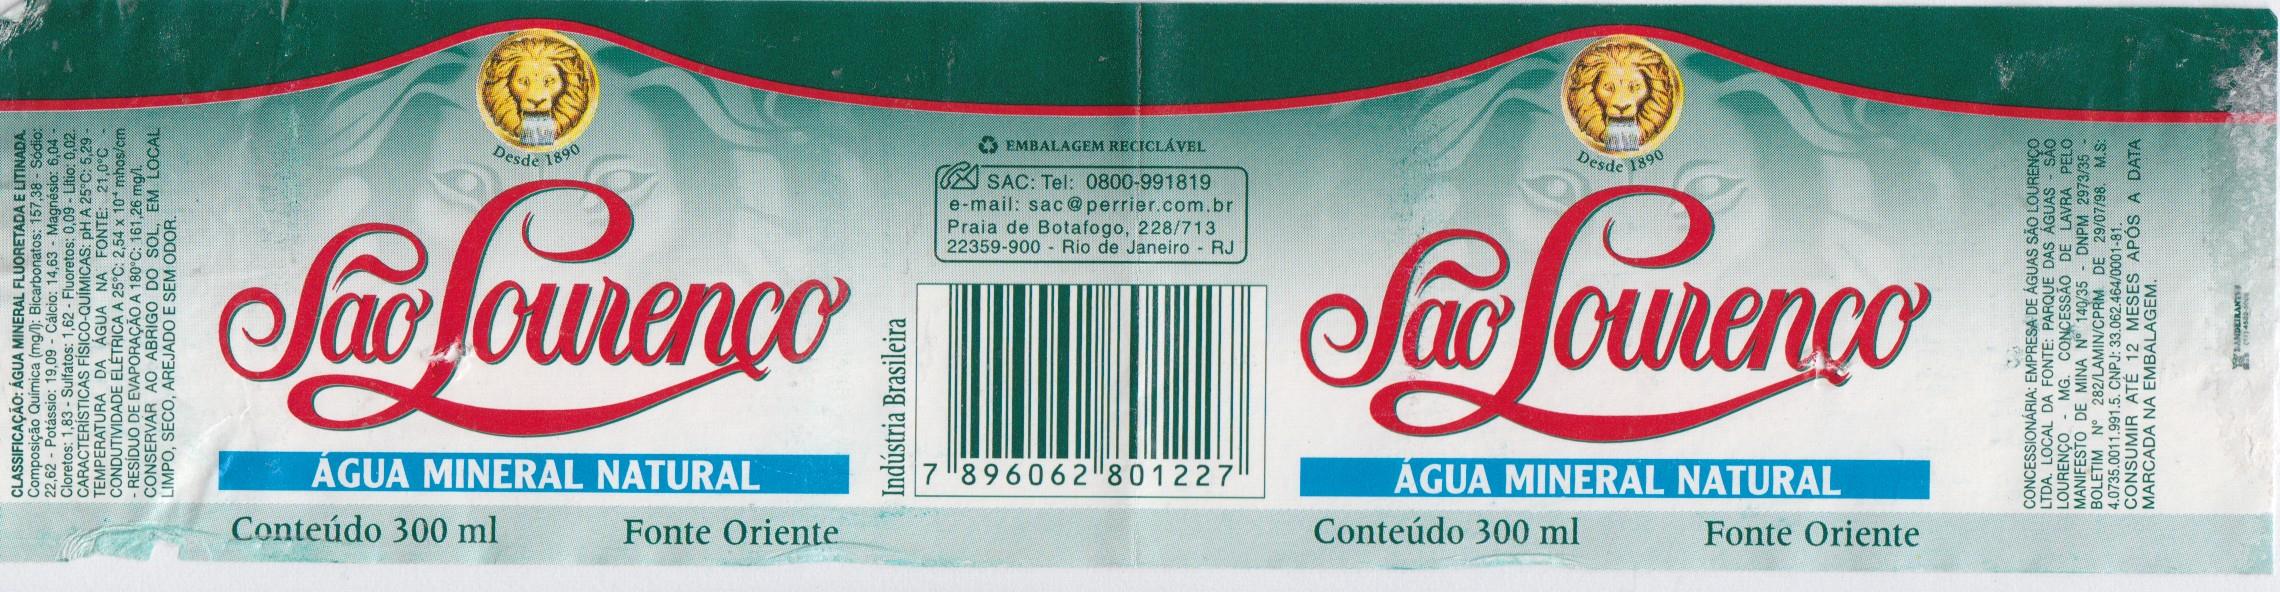 CLASSIFICAÇÃO: ÁGUA MINERAL FLUORETADA E LITINADA.
Composição Química (mg/l): Bicarbonatos: 157,38 - Sódio:
22,62 - Potássio: 19,09 - Cálcio: 14,63 - Magnésio: 6,04 -
Cloretos: 1,83 - Sulfatos: 1,62 - Fluoretos: 0,09 - Lítio: 0,02.
CARACTERÍSTICAS FÍSICO-QUÍMICAS: pH A 25°C: 5,29 -
TEMPERATURA DA ÁGUA NA FONTE: 21,0°C -
CONDUTIVIDADE ELÉTRICA A 25°C: 2,54 x 10⁻⁴ mhos/cm
- RESÍDUO DE EVAPORAÇÃO A 180°C: 161,26 mg/l.
CONSERVAR AO ABRIGO DO SOL, EM LOCAL
LIMPO, SECO, AREJADO E SEM ODOR.
Desde 1890
São Lourenço
ÁGUA MINERAL NATURAL
Conteúdo 300 ml Fonte Oriente
Indústria Brasileira
EMBALAGEM RECICLÁVEL
SAC: Tel: 0800-991819
e-mail: sac@perrier.com.br
Praia de Botafogo, 228/713
22359-900 - Rio de Janeiro - RJ
7 896062 801227
Desde 1890
São Lourenço
ÁGUA MINERAL NATURAL
Conteúdo 300 ml Fonte Oriente
CONCESSIONÁRIA: EMPRESA DE ÁGUAS SÃO LOURENÇO
LTDA. LOCAL DA FONTE: PARQUE DAS ÁGUAS - SÃO
LOURENÇO - MG. CONCESSÃO DE LAVRA PELO
MANIFESTO DE MINA Nº 140/35 - DNPM 2973/35 -
BOLETIM Nº 282/LAMIN/CPRM DE 29/07/98. M.S:
4.0735.0011.991.5. CNPJ: 33.062.464/0001-81.
CONSUMIR ATÉ 12 MESES APÓS A DATA
MARCADA NA EMBALAGEM.
BANDEIRANTES